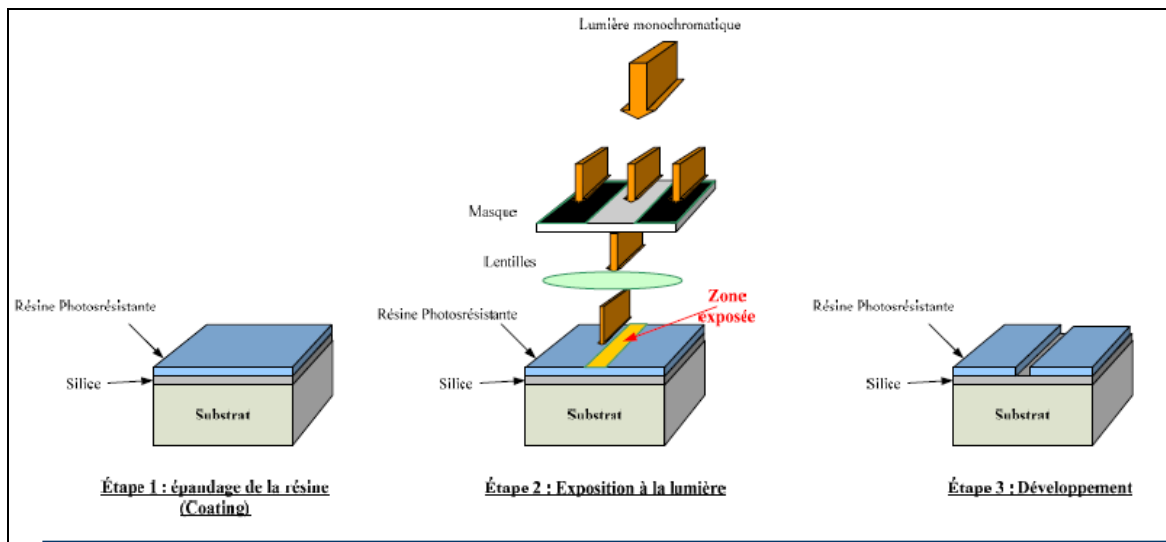 Lumière monochromatique
Masque
Lentilles
Résine Photosrésistante
Résine Photosrésistante
Zone
exposée
Résine Photosrésistante
Silice
Silice
Silice
Substrat
Substrat
Substrat
Étape 1 : épandage de la résine
(Coating)
Étape 2 : Exposition à la lumière
Étape 3 : Développement